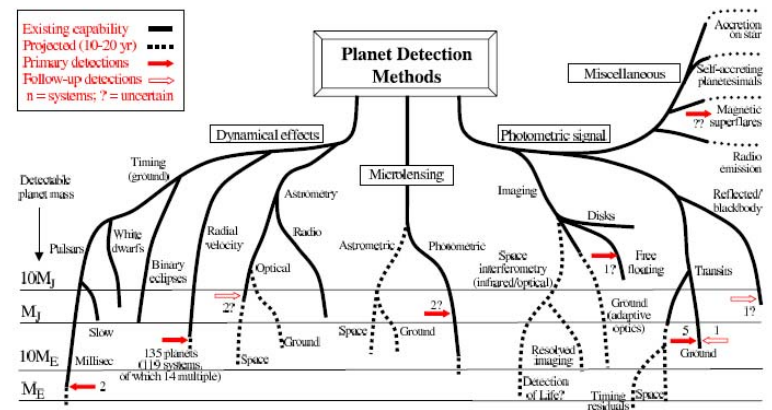 Existing capability
Projected (10-20 yr)
Primary detections
Follow-up detections
n = systems; ? = uncertain
Planet Detection
Methods
Accretion
on star
Self-accreting
planetesimals
Miscellaneous
Magnetic
superflares
??
Radio
emission
Dynamical effects
Photometric signal
Microlensing
Timing
(ground)
Detectable
planet mass
Astrometry
Imaging
Reflected/
blackbody
Pulsars
White
dwarfs
Radial
velocity
Radio
Disks
Binary
eclipses
Optical
Astrometric
Photometric
Space
interferometry
(infrared/optical)
1?
Free
floating
Transits
10MJ
2?
2?
1?
MJ
Slow
Ground
Space
Ground
Ground
(adaptive
optics)
5
1
Ground
10ME
Millisec
135 planets
(119 systems,
of which 14 multiple)
Space
Resolved
imaging
ME
2
Detection
of Life?
Timing
residuals
Space